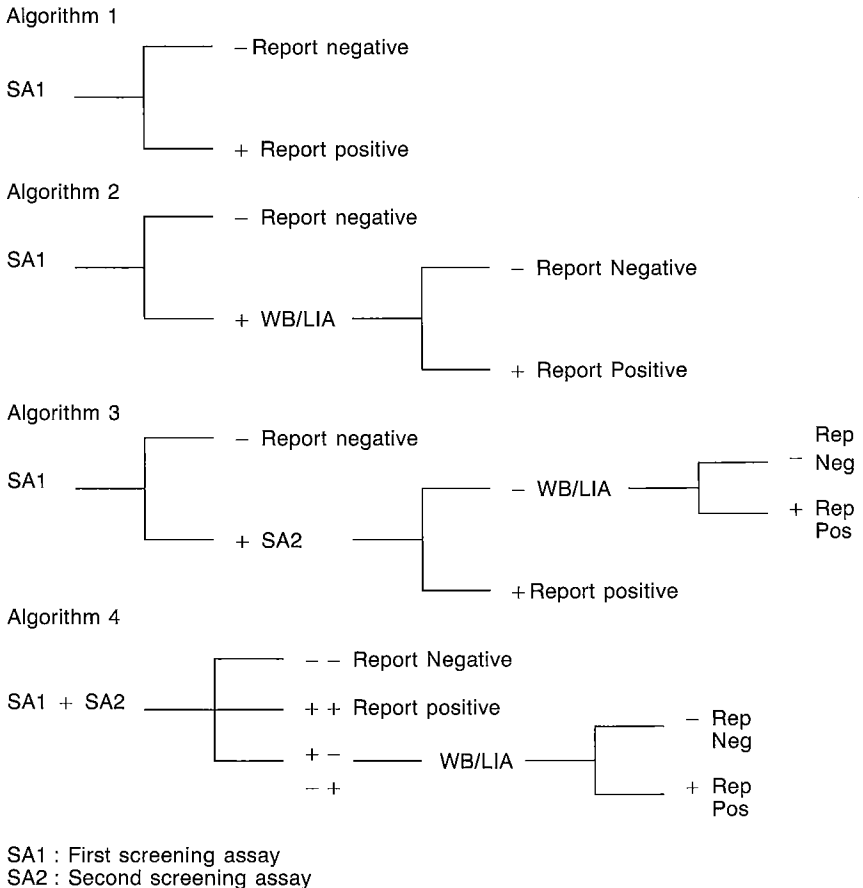 Algorithm 1
– Report negative
SA1
+ Report positive
Algorithm 2
– Report negative
SA1
– Report Negative
+ WB/LIA
+ Report Positive
Algorithm 3
– Report negative
Rep
– Neg
SA1
– WB/LIA
+ Rep
Pos
+ SA2
+ Report positive
Algorithm 4
– – Report Negative
SA1 + SA2
+ + Report positive
– Rep
Neg
+ –
WB/LIA
– +
+ Rep
Pos
SA1 : First screening assay
SA2 : Second screening assay